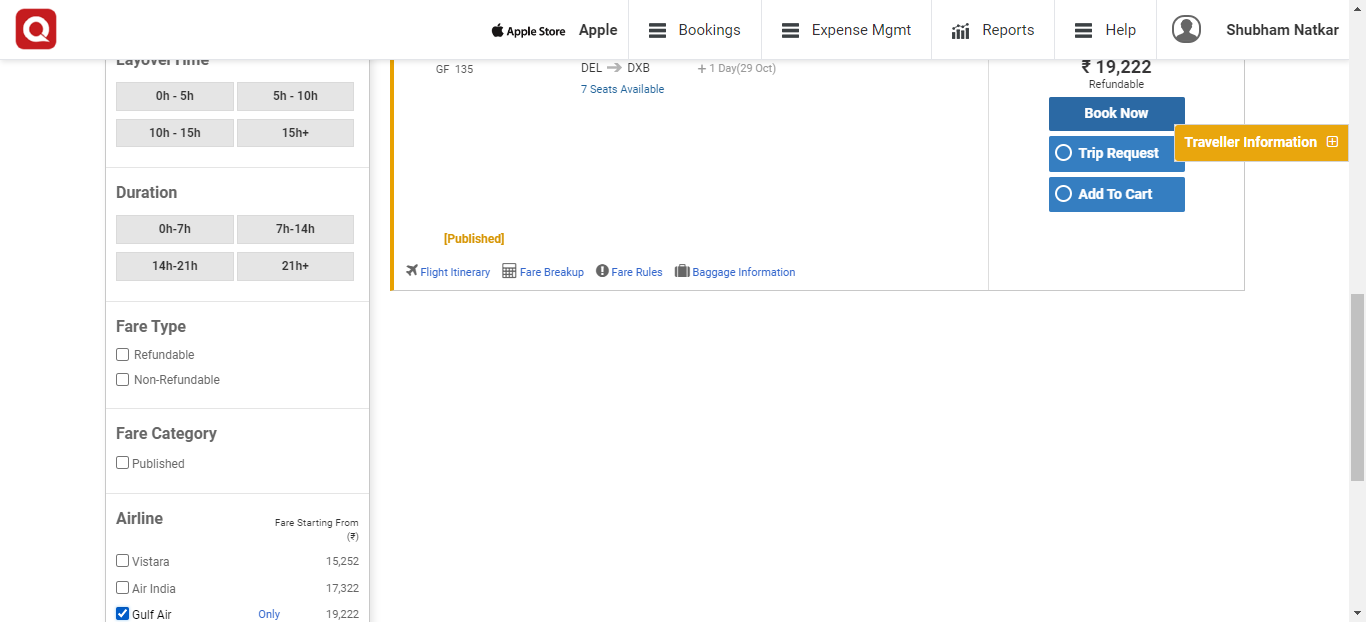 Apple Store Apple Bookings Expense Mgmt Reports Help Shubham Natkar
Layover Time
0h - 5h 5h - 10h
10h - 15h 15h+
Duration
0h-7h 7h-14h
14h-21h 21h+
Fare Type
Refundable
Non-Refundable
Fare Category
Published
Airline Fare Starting From
(₹)
Vistara 15,252
Air India 17,322
Gulf Air Only 19,222
GF 135 DEL DXB + 1 Day(29 Oct)
7 Seats Available
[Published]
Flight Itinerary Fare Breakup Fare Rules Baggage Information
₹ 19,222
Refundable
Book Now
Trip Request
Add To Cart
Traveller Information